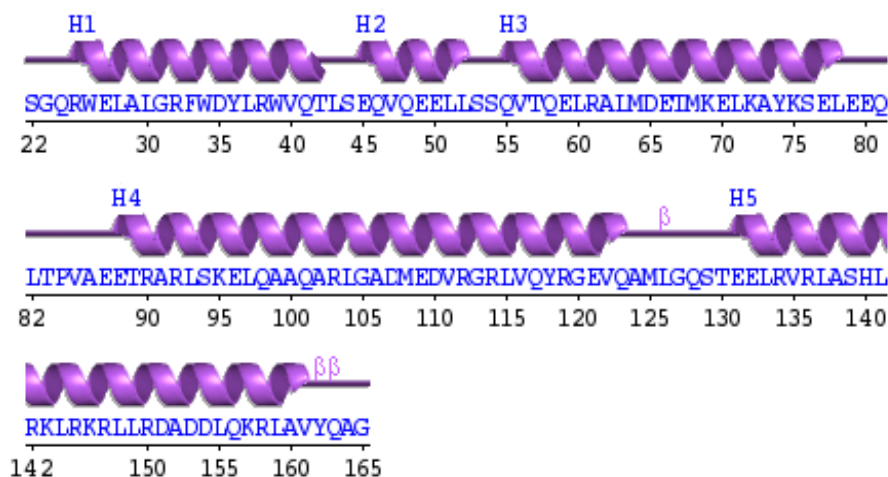 H1 H2 H3
SGQRWELALGRFWDYLRWVQTLSEQVQEELLSSQVTQELRALMDETMKELKAYKSELEEQ
22 30 35 40 45 50 55 60 65 70 75 80
H4 β H5
LTPVAEETRARLSKELQAAQARLGADMEDVRGRLVQYRGEVQAMLGQSTEELRVRLASHL
82 90 95 100 105 110 115 120 125 130 135 140
ββ
RKLRKRLLRDADDLQKRLAVYQAG
142 150 155 160 165